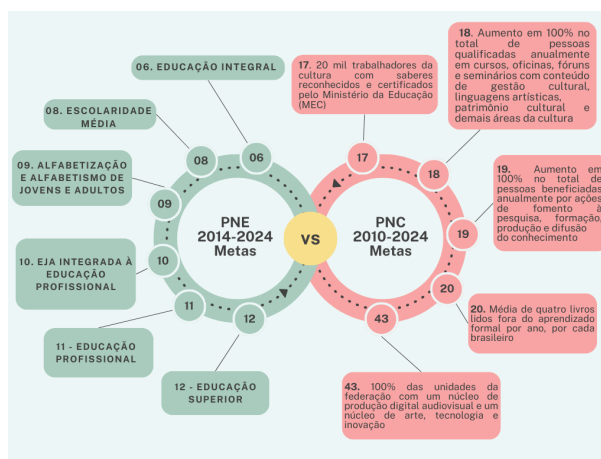 06. EDUCAÇÃO INTEGRAL
08. ESCOLARIDADE
MÉDIA
09. ALFABETIZAÇÃO
E ALFABETISMO DE
JOVENS E ADULTOS
10. EJA INTEGRADA À
EDUCAÇÃO
PROFISSIONAL
11 - EDUCAÇÃO
PROFISSIONAL
12 - EDUCAÇÃO
SUPERIOR
06
08
09
10
11
12
PNE
2014-2024
Metas
VS
PNC
2010-2024
Metas
17
18
19
20
43
17. 20 mil trabalhadores da
cultura com saberes
reconhecidos e certificados
pelo Ministério da Educação
(MEC)
18. Aumento em 100% no
total de pessoas
qualificadas anualmente
em cursos, oficinas, fóruns
e seminários com conteúdo
de gestão cultural,
linguagens artísticas,
patrimônio cultural e
demais áreas da cultura
19. Aumento em
100% no total de
pessoas beneficiadas
anualmente por ações
de fomento à
pesquisa, formação,
produção e difusão
do conhecimento
20. Média de quatro livros
lidos fora do aprendizado
formal por ano, por cada
brasileiro
43. 100% das unidades da
federação com um núcleo de
produção digital audiovisual e um
núcleo de arte, tecnologia e
inovação